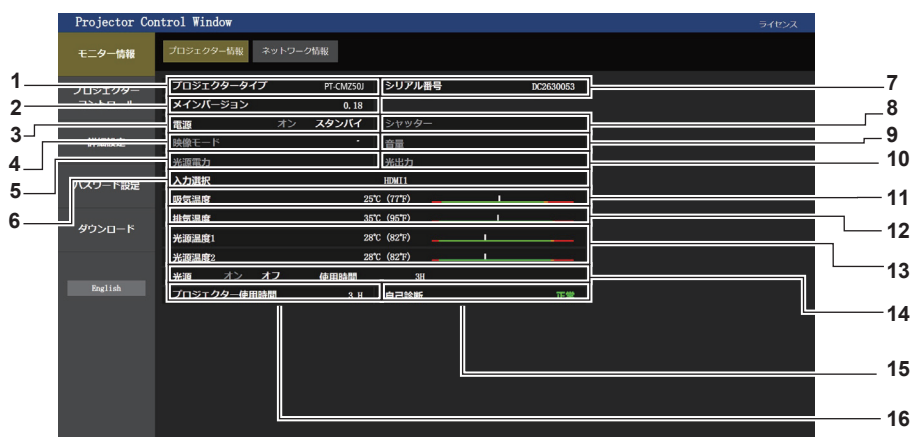 Projector Control Window
ライセンス
モニター情報
プロジェクター情報 ネットワーク情報
プロジェクター
コントロール
詳細設定
パスワード設定
ダウンロード
English
プロジェクタータイプ PT-CMZ50J シリアル番号 DC2630053
メインバージョン 0.18
電源 オン スタンバイ シャッター
映像モード - 音量
光源電力 光出力
入力選択 HDMI1
吸気温度 25℃ (77°F)
排気温度 35℃ (95°F)
光源温度1 28℃ (82°F)
光源温度2 28℃ (82°F)
光源 オン オフ 使用時間 3H
プロジェクター使用時間 3 H 自己診断 正常
1
2
3
4
5
6
7
8
9
10
11
12
13
14
15
16